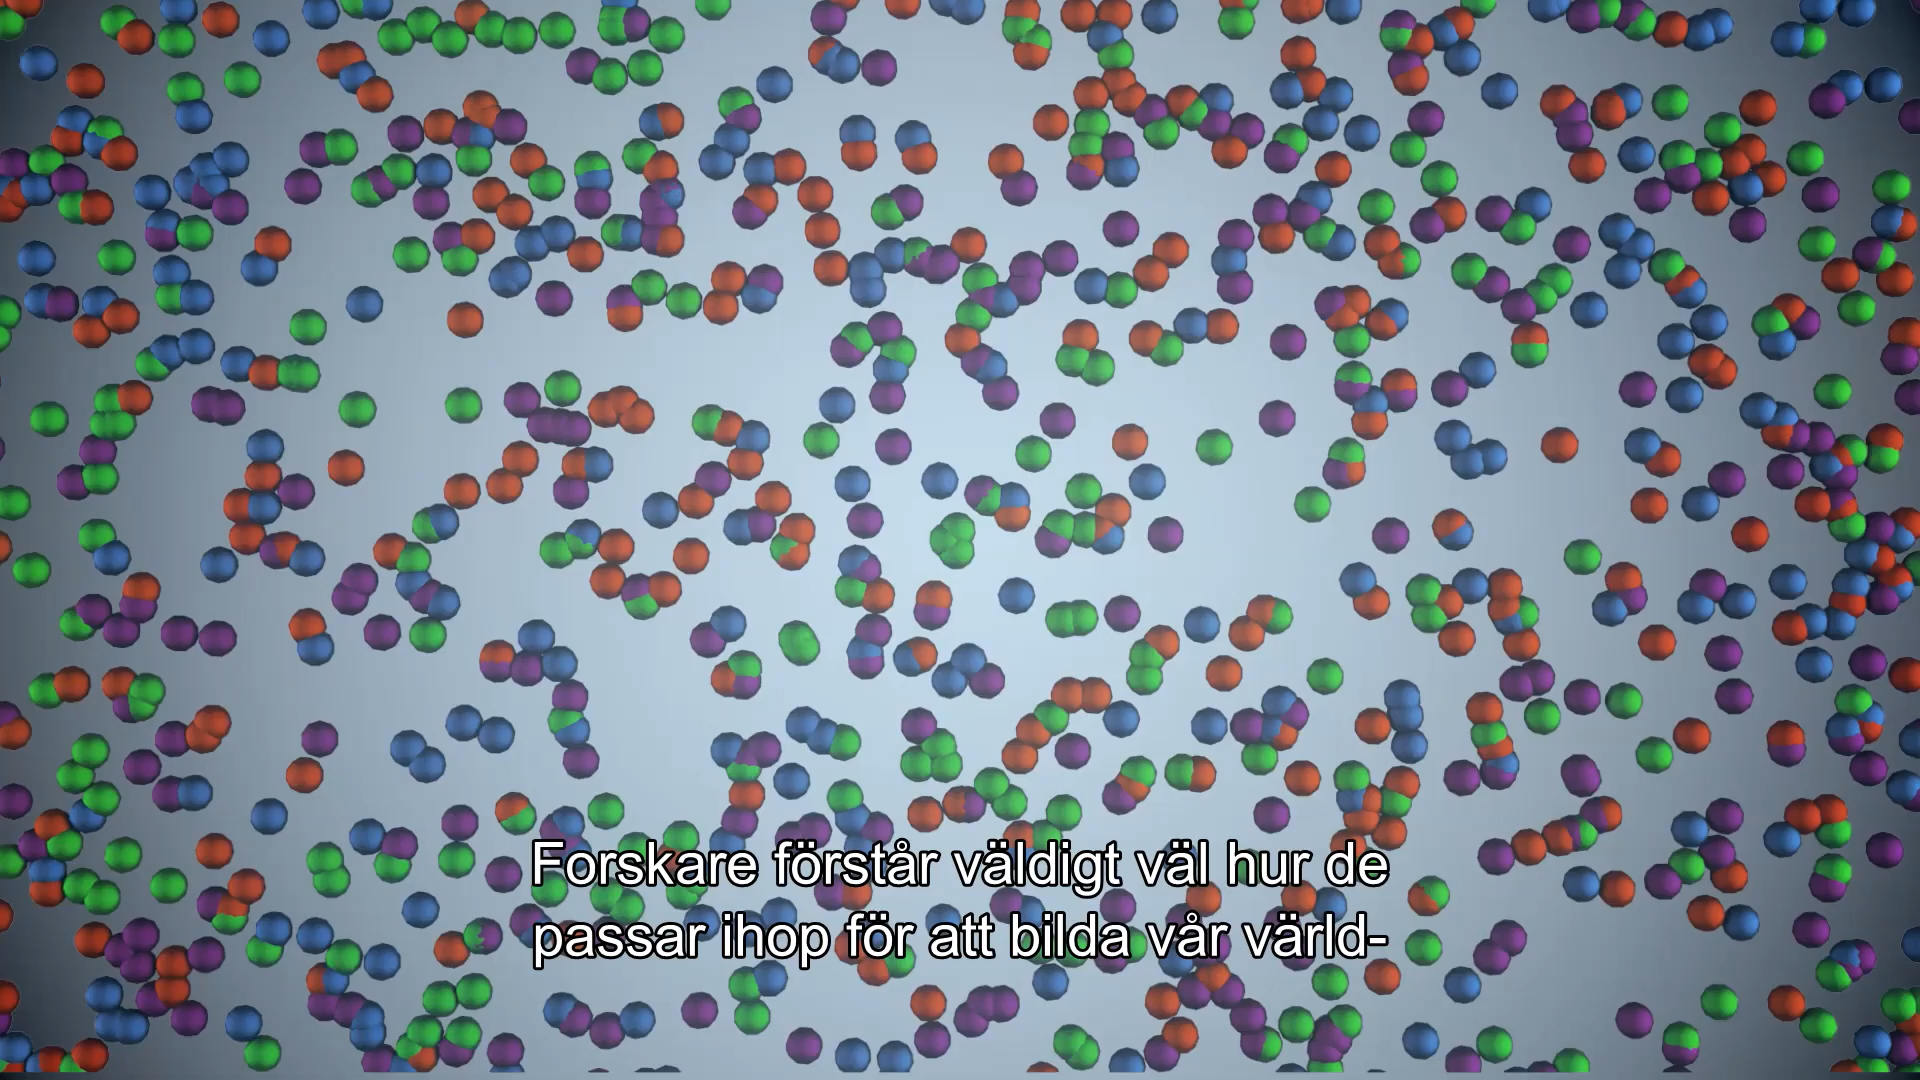 Forskare förstår väldigt väl hur de
passar ihop för att bilda vår värld-